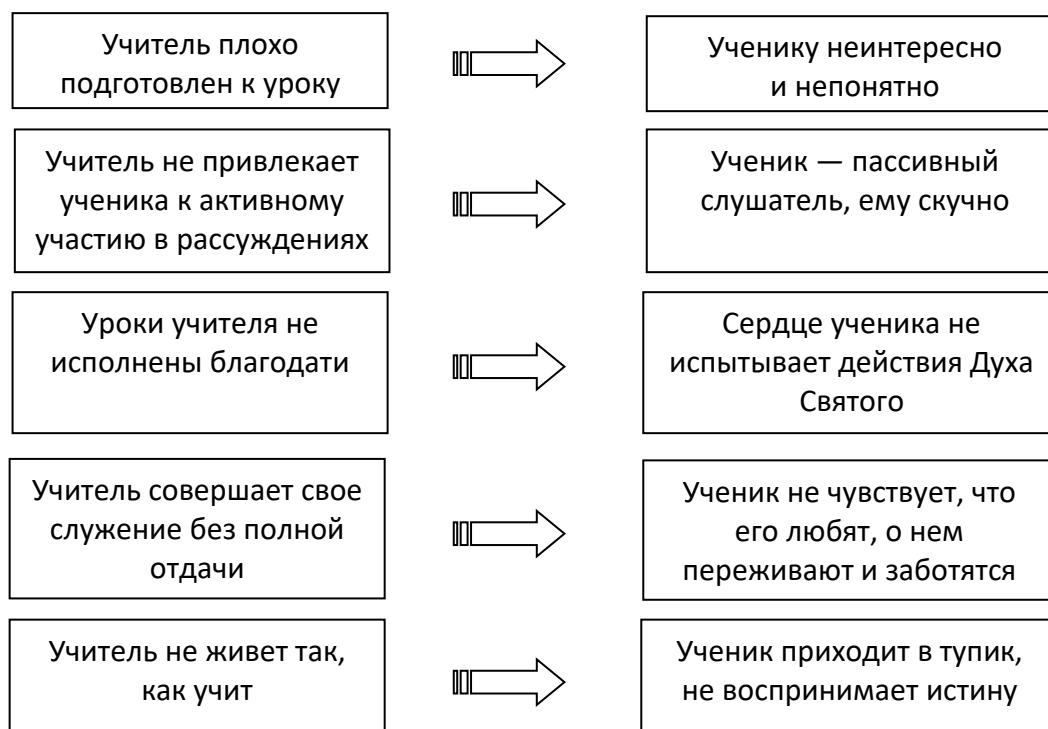 Учитель плохо
подготовлен к уроку
Ученику неинтересно
и непонятно
Учитель не привлекает
ученика к активному
участию в рассуждениях
Ученик — пассивный
слушатель, ему скучно
Уроки учителя не
исполнены благодати
Сердце ученика не
испытывает действия Духа
Святого
Учитель совершает свое
служение без полной
отдачи
Ученик не чувствует, что
его любят, о нем
переживают и заботятся
Учитель не живет так,
как учит
Ученик приходит в тупик,
не воспринимает истину